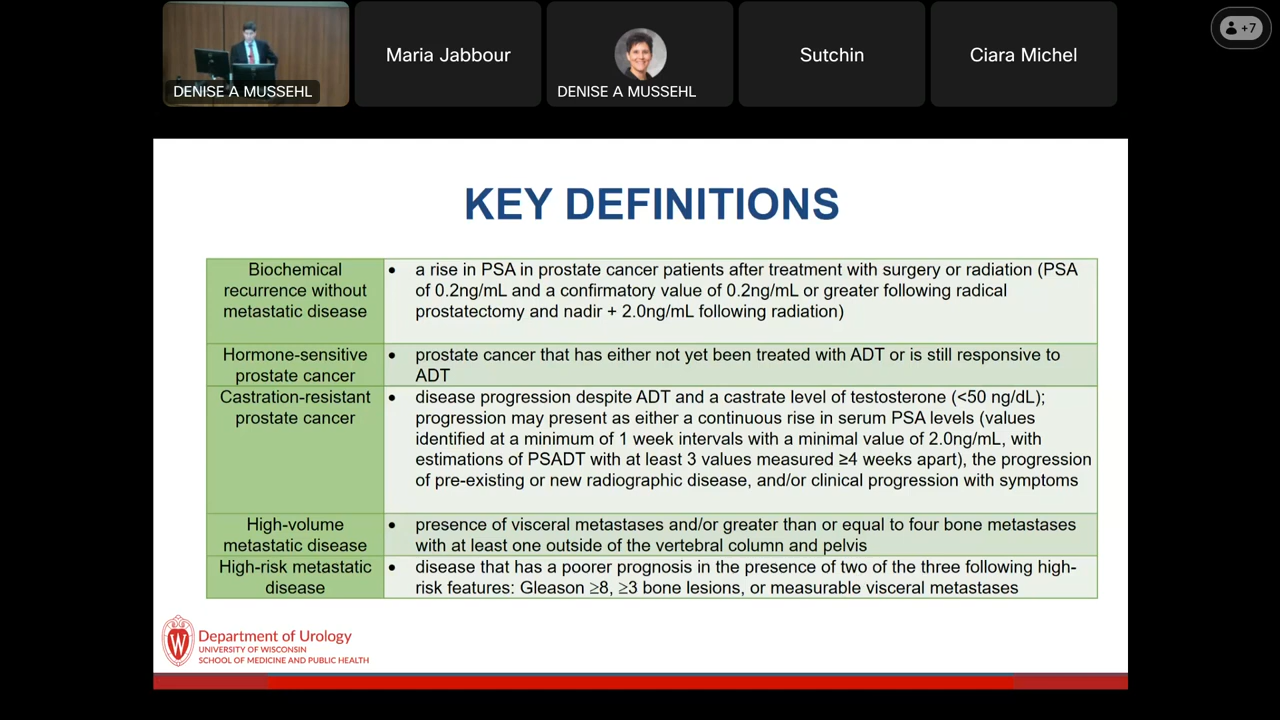 DENISE A MUSSEHL
Maria Jabbour
DENISE A MUSSEHL
Sutchin
Ciara Michel
+7
KEY DEFINITIONS
Biochemical
recurrence without
metastatic disease
• a rise in PSA in prostate cancer patients after treatment with surgery or radiation (PSA
of 0.2ng/mL and a confirmatory value of 0.2ng/mL or greater following radical
prostatectomy and nadir + 2.0ng/mL following radiation)
Hormone-sensitive
prostate cancer
• prostate cancer that has either not yet been treated with ADT or is still responsive to
ADT
Castration-resistant
prostate cancer
• disease progression despite ADT and a castrate level of testosterone (<50 ng/dL);
progression may present as either a continuous rise in serum PSA levels (values
identified at a minimum of 1 week intervals with a minimal value of 2.0ng/mL, with
estimations of PSADT with at least 3 values measured ≥4 weeks apart), the progression
of pre-existing or new radiographic disease, and/or clinical progression with symptoms
High-volume
metastatic disease
• presence of visceral metastases and/or greater than or equal to four bone metastases
with at least one outside of the vertebral column and pelvis
High-risk metastatic
disease
• disease that has a poorer prognosis in the presence of two of the three following high-
risk features: Gleason ≥8, ≥3 bone lesions, or measurable visceral metastases
W
Department of Urology
UNIVERSITY OF WISCONSIN
SCHOOL OF MEDICINE AND PUBLIC HEALTH